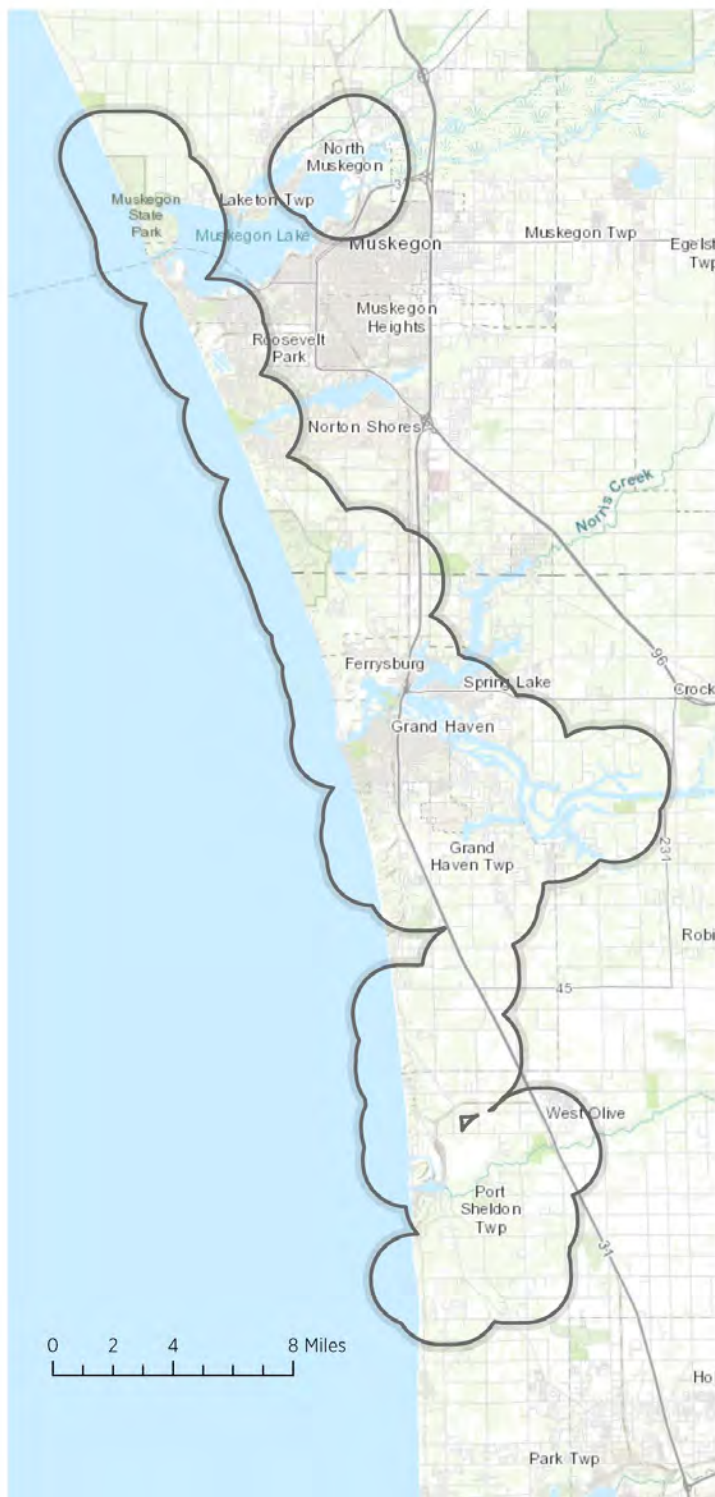 North
Muskegon
Muskegon
State
Park
Laketon Twp
Muskegon Lake
Muskegon
Muskegon Twp
Muskegon
Heights
Roosevelt
Park
Norton Shores
Norris Creek
Ferrysburg
96
Spring Lake
Crock
Grand Haven
Grand
Haven Twp
231
Robi
45
West Olive
Port
Sheldon
Twp
31
0 2 4 8 Miles
Ho
Park Twp